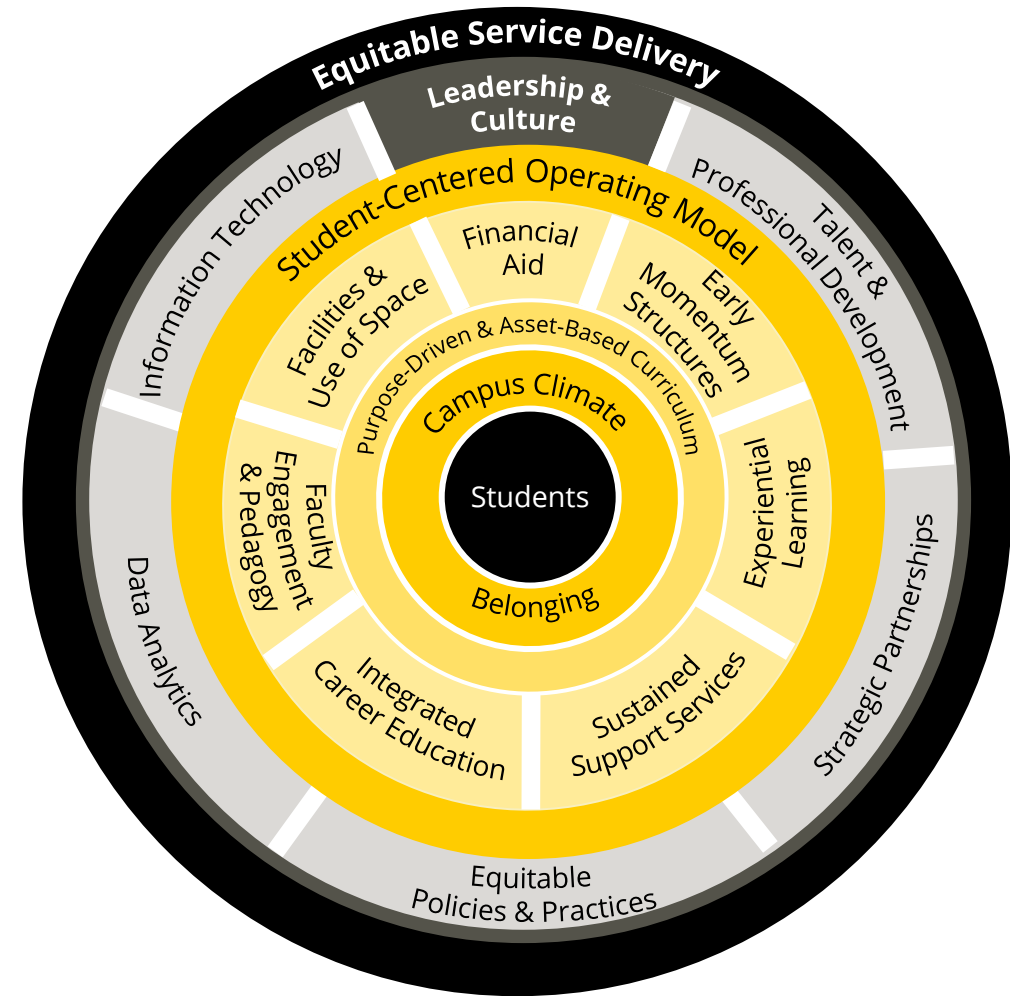 Equitable Service Delivery
Leadership &
Culture
Information Technology
Talent &
Professional Development
Student-Centered Operating Model
Financial
Aid
Facilities &
Use of Space
Early
Momentum
Structures
Purpose-Driven & Asset-Based Curriculum
Campus Climate
Students
Belonging
Faculty
Engagement
& Pedagogy
Experiential
Learning
Data Analytics
Strategic Partnerships
Integrated
Career Education
Sustained
Support Services
Equitable
Policies & Practices